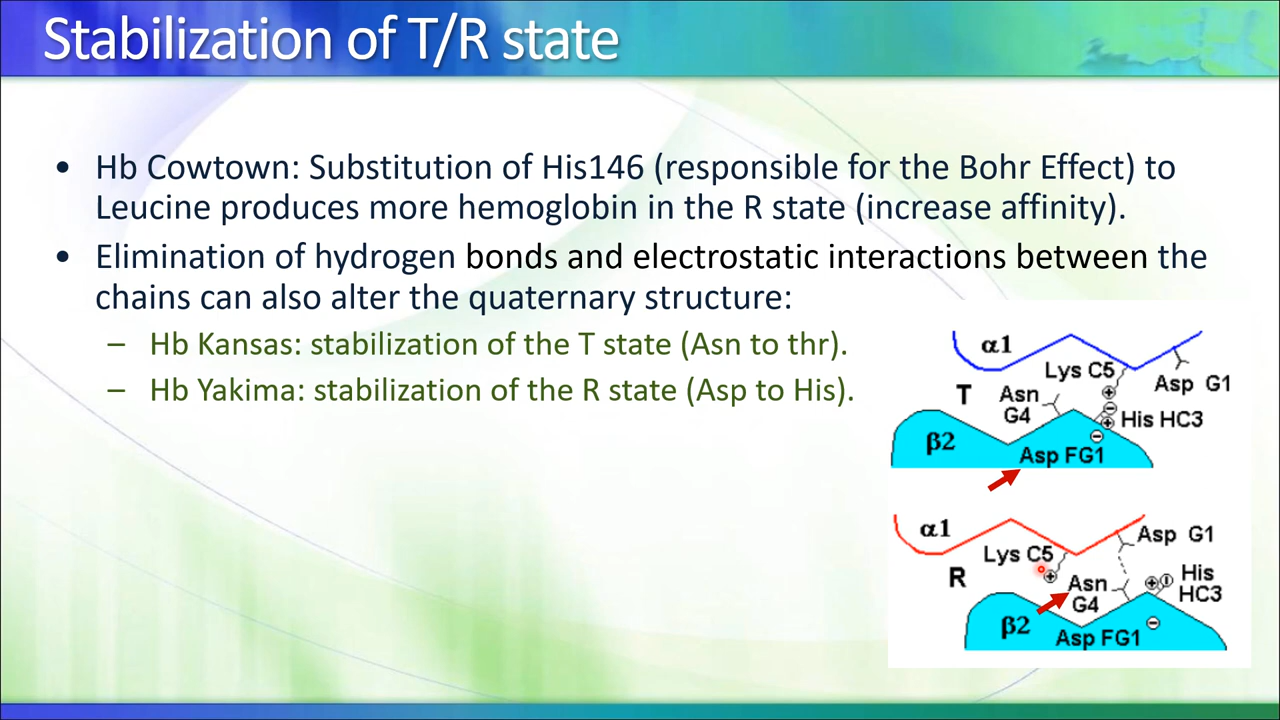 Stabilization of T/R state
• Hb Cowtown: Substitution of His146 (responsible for the Bohr Effect) to
Leucine produces more hemoglobin in the R state (increase affinity).
• Elimination of hydrogen bonds and electrostatic interactions between the
chains can also alter the quaternary structure:
– Hb Kansas: stabilization of the T state (Asn to thr).
– Hb Yakima: stabilization of the R state (Asp to His).
α1
Lys C5
Asp G1
T
Asn
G4
+
−
+
His HC3
β2
−
Asp FG1
α1
Asp G1
Lys C5
+
R
Asn
G4
+ −
His
HC3
β2
Asp FG1
−